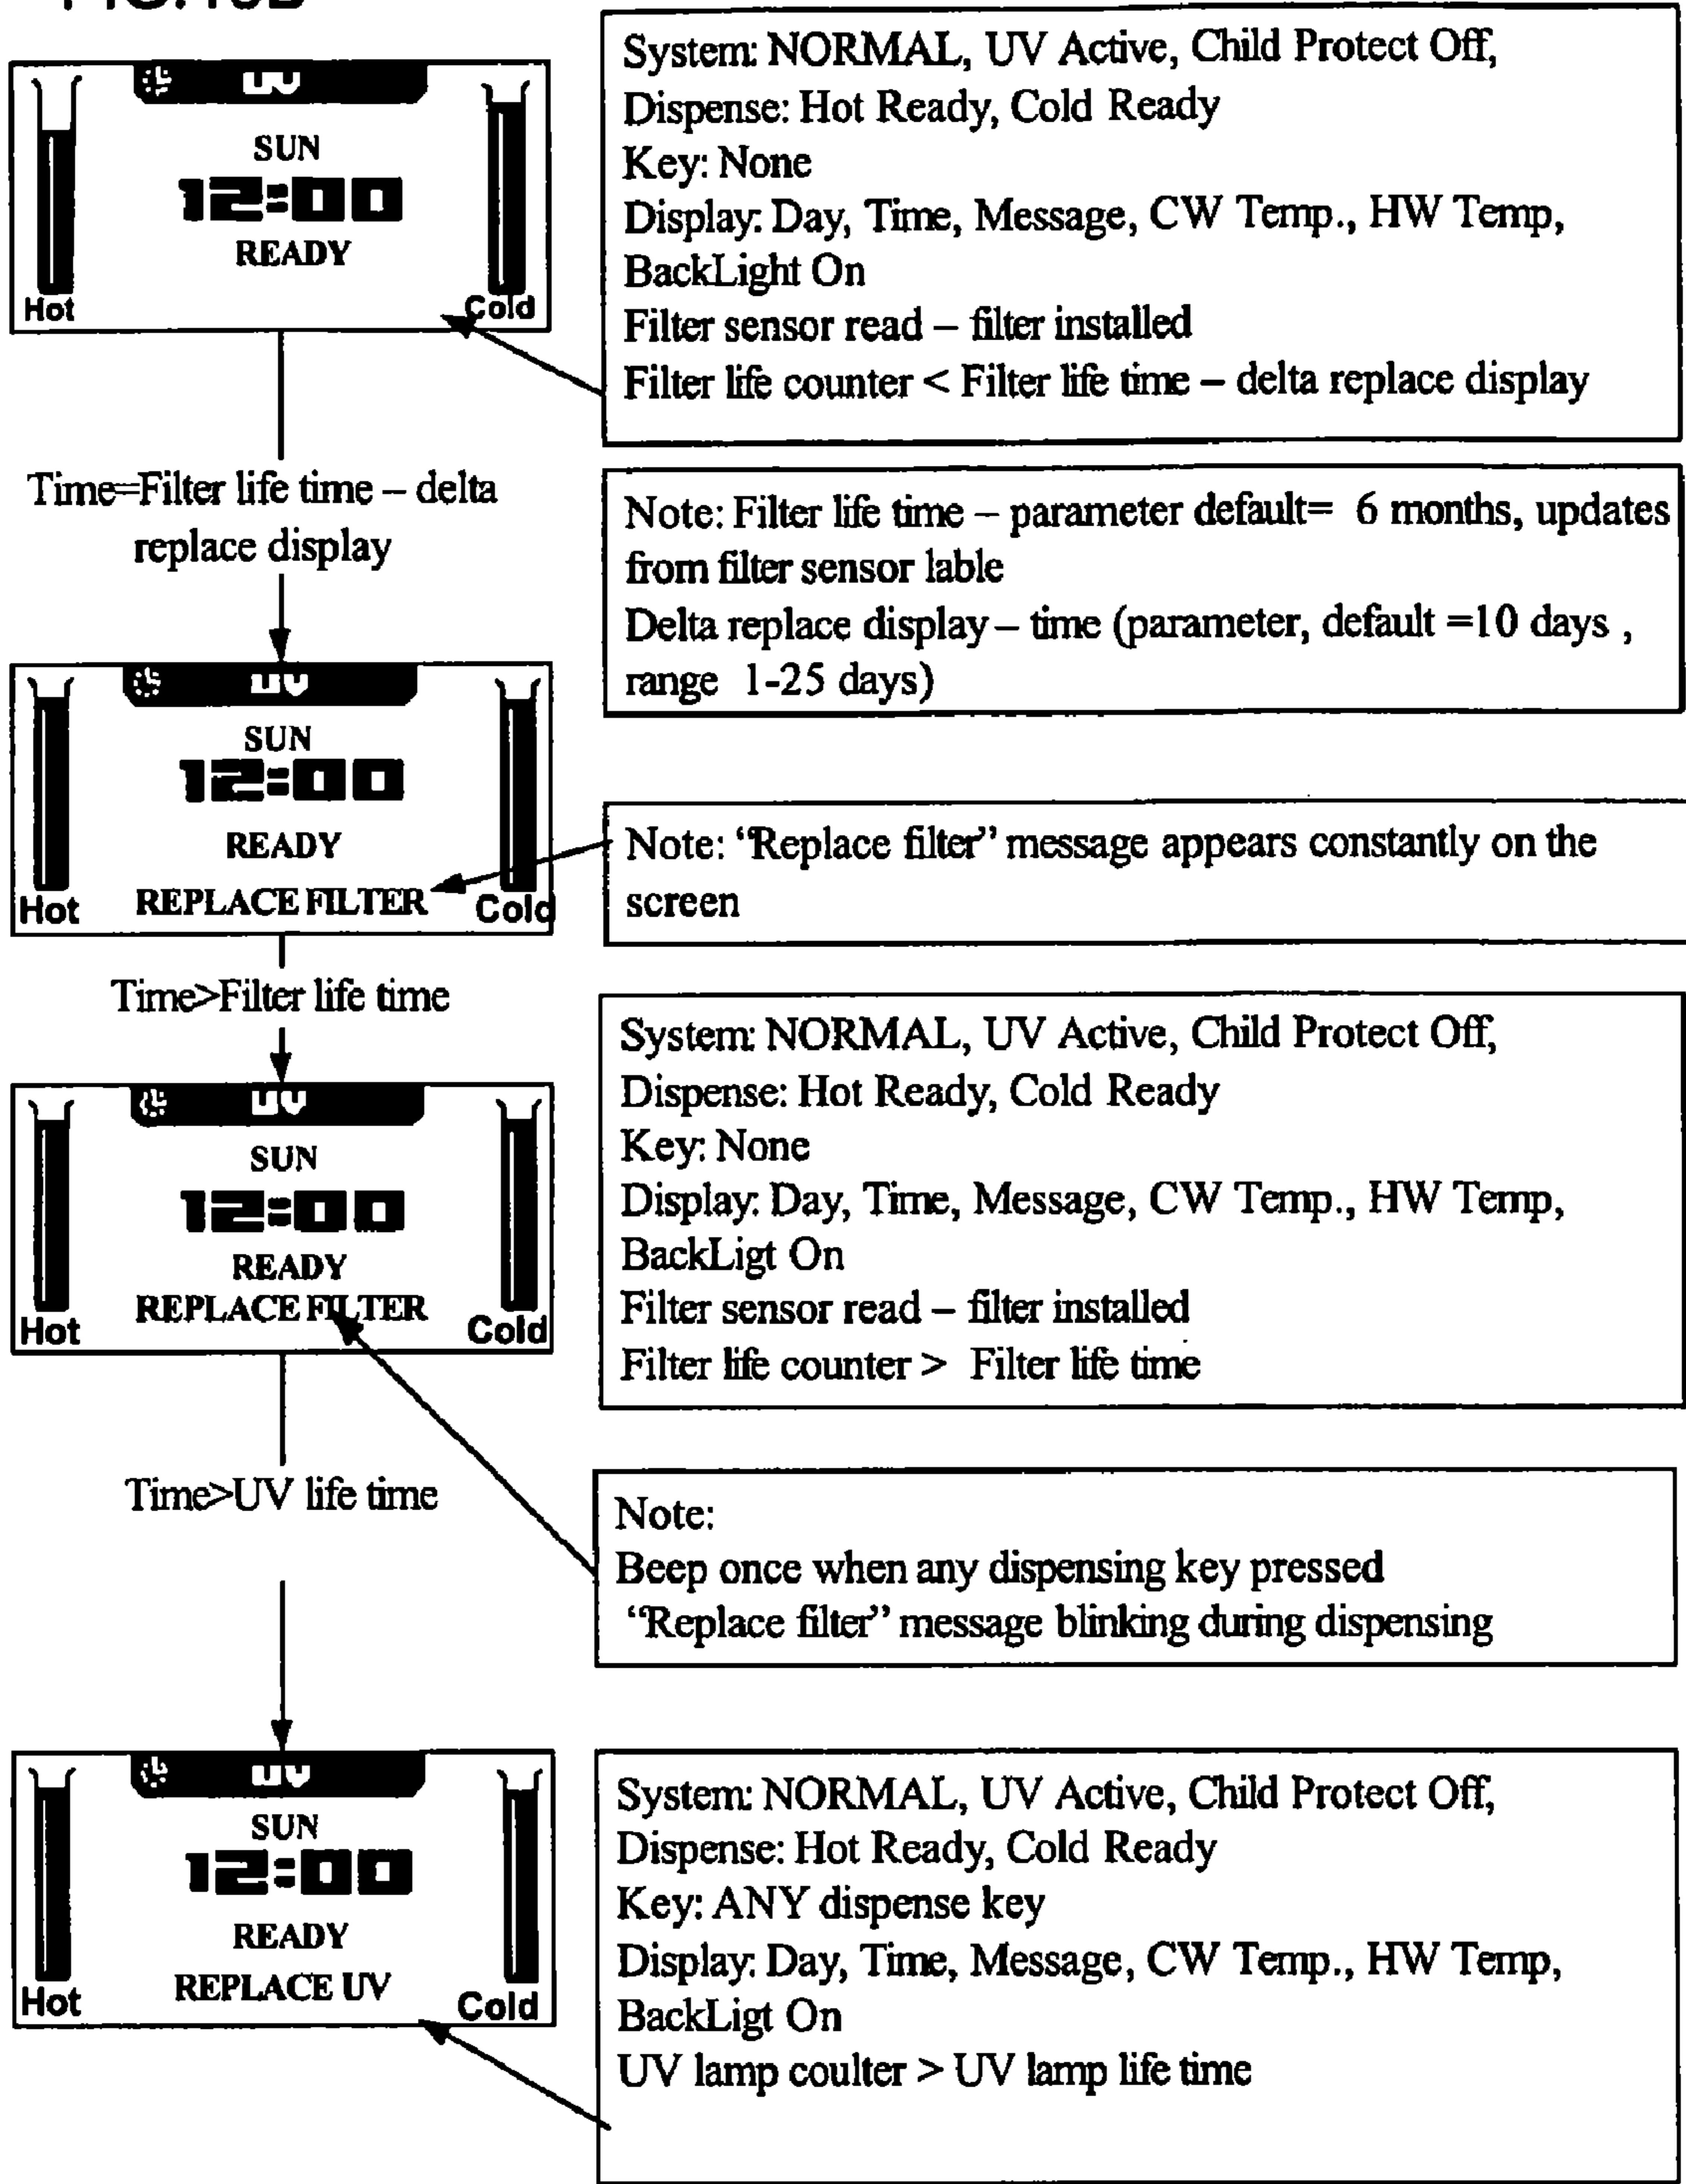 System: NORMAL, UV Active, Child Protect Off,
Dispense: Hot Ready, Cold Ready
Key: None
Display: Day, Time, Message, CW Temp., HW Temp,
BackLight On
Filter sensor read – filter installed
Filter life counter < Filter life time – delta replace display
UV
SUN
12:00
READY
Hot
Cold
Time=Filter life time – delta
replace display
Note: Filter life time – parameter default= 6 months, updates
from filter sensor lable
Delta replace display – time (parameter, default =10 days ,
range 1-25 days)
UV
SUN
12:00
READY
REPLACE FILTER
Hot
Cold
Note: “Replace filter” message appears constantly on the
screen
Time>Filter life time
UV
SUN
12:00
READY
REPLACE FILTER
Hot
Cold
System: NORMAL, UV Active, Child Protect Off,
Dispense: Hot Ready, Cold Ready
Key: None
Display: Day, Time, Message, CW Temp., HW Temp,
BackLigt On
Filter sensor read – filter installed
Filter life counter > Filter life time
Time>UV life time
Note:
Beep once when any dispensing key pressed
“Replace filter” message blinking during dispensing
UV
SUN
12:00
READY
REPLACE UV
Hot
Cold
System: NORMAL, UV Active, Child Protect Off,
Dispense: Hot Ready, Cold Ready
Key: ANY dispense key
Display: Day, Time, Message, CW Temp., HW Temp,
BackLigt On
UV lamp coulter > UV lamp life time